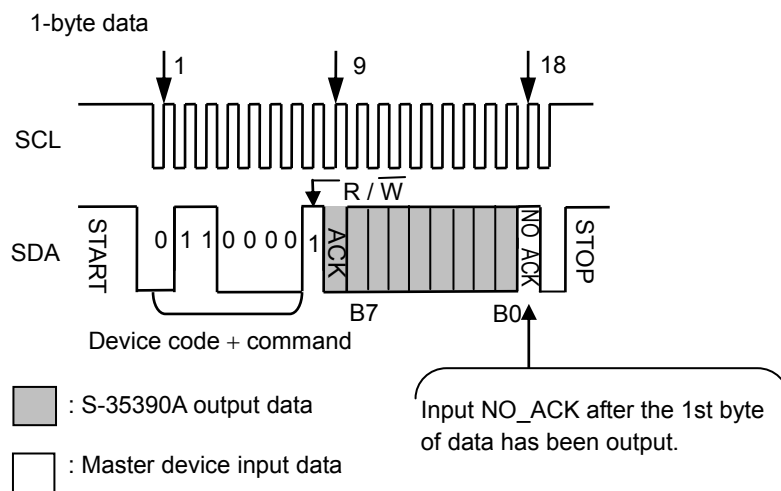 1-byte data
1 9 18
SCL
R / W
SDA START 0 1 1 0 0 0 0 1 ACK NO ACK STOP
B7 B0
Device code + command
: S-35390A output data
: Master device input data
Input NO_ACK after the 1st byte
of data has been output.